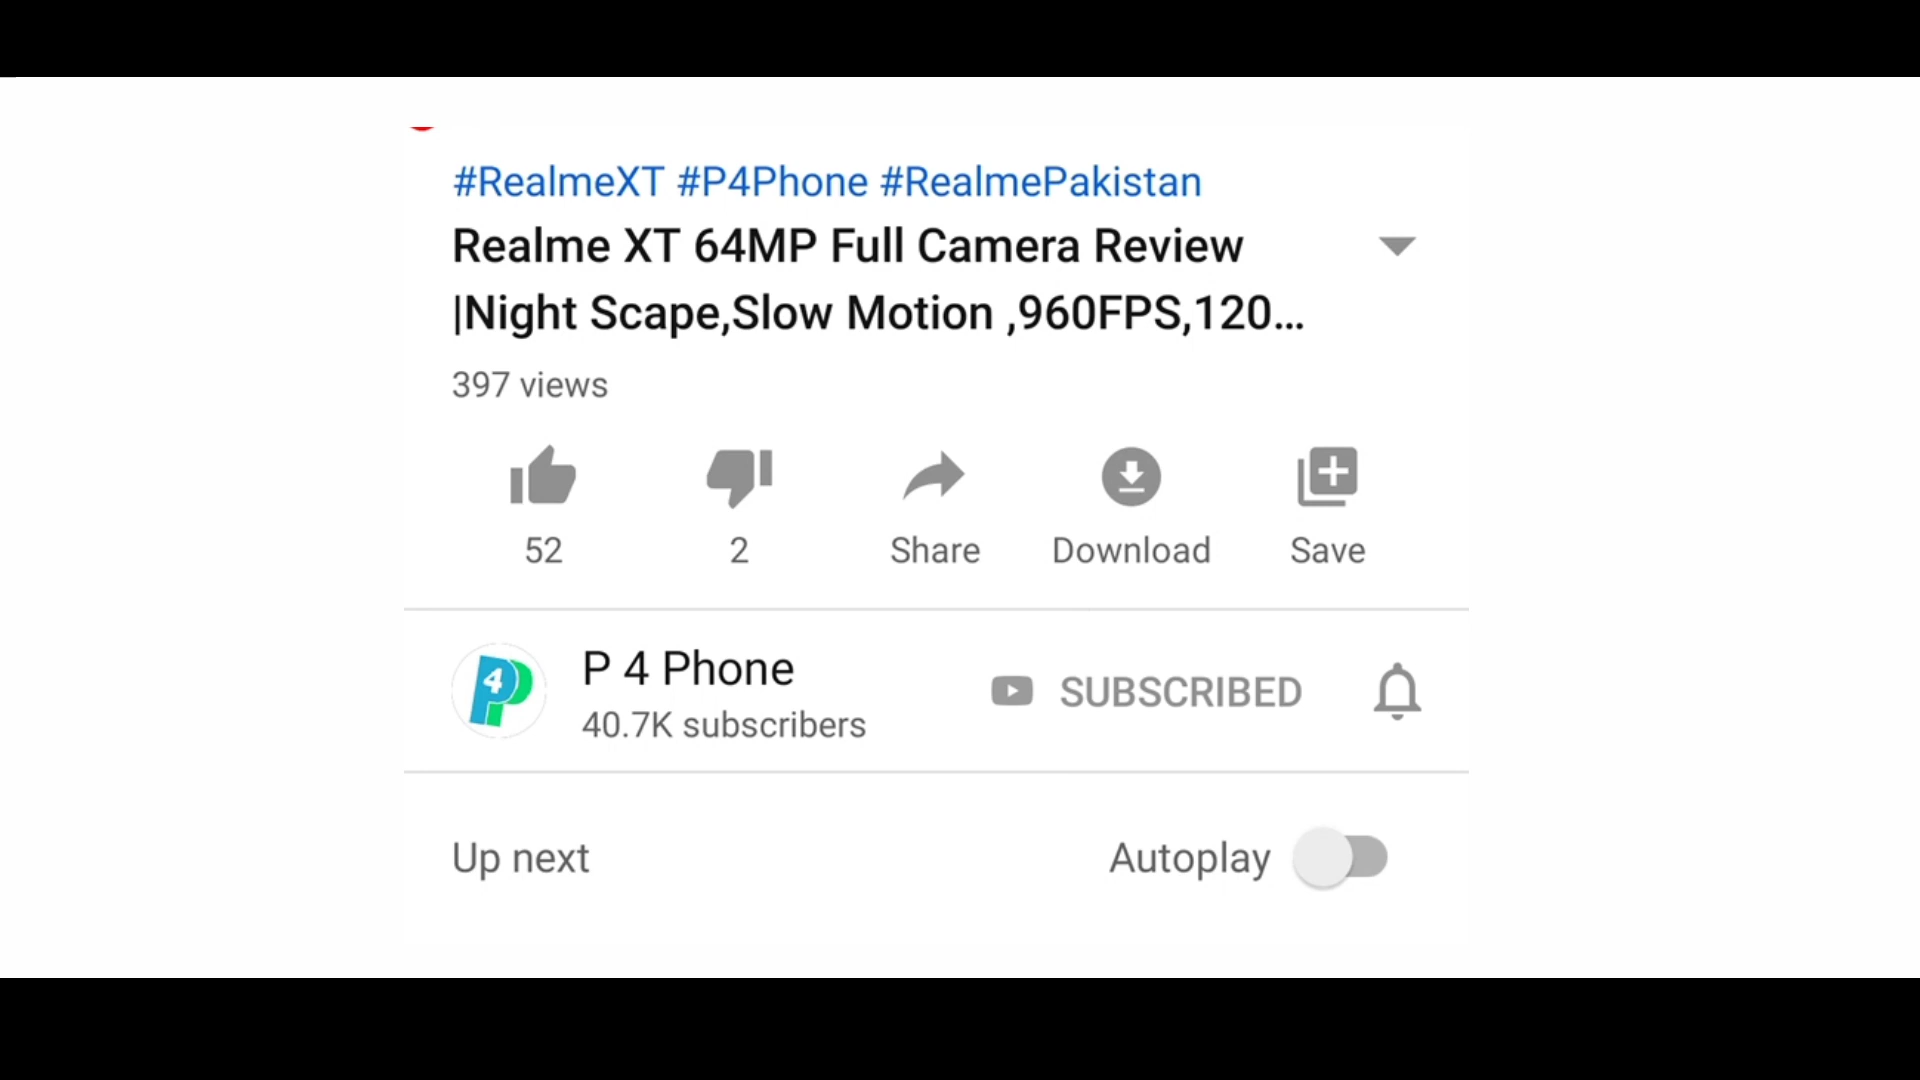 #RealmeXT #P4Phone #RealmePakistan
Realme XT 64MP Full Camera Review
|Night Scape,Slow Motion ,960FPS,120...
397 views
52 2 Share Download Save
4P
P 4 Phone
40.7K subscribers
SUBSCRIBED
Up next Autoplay